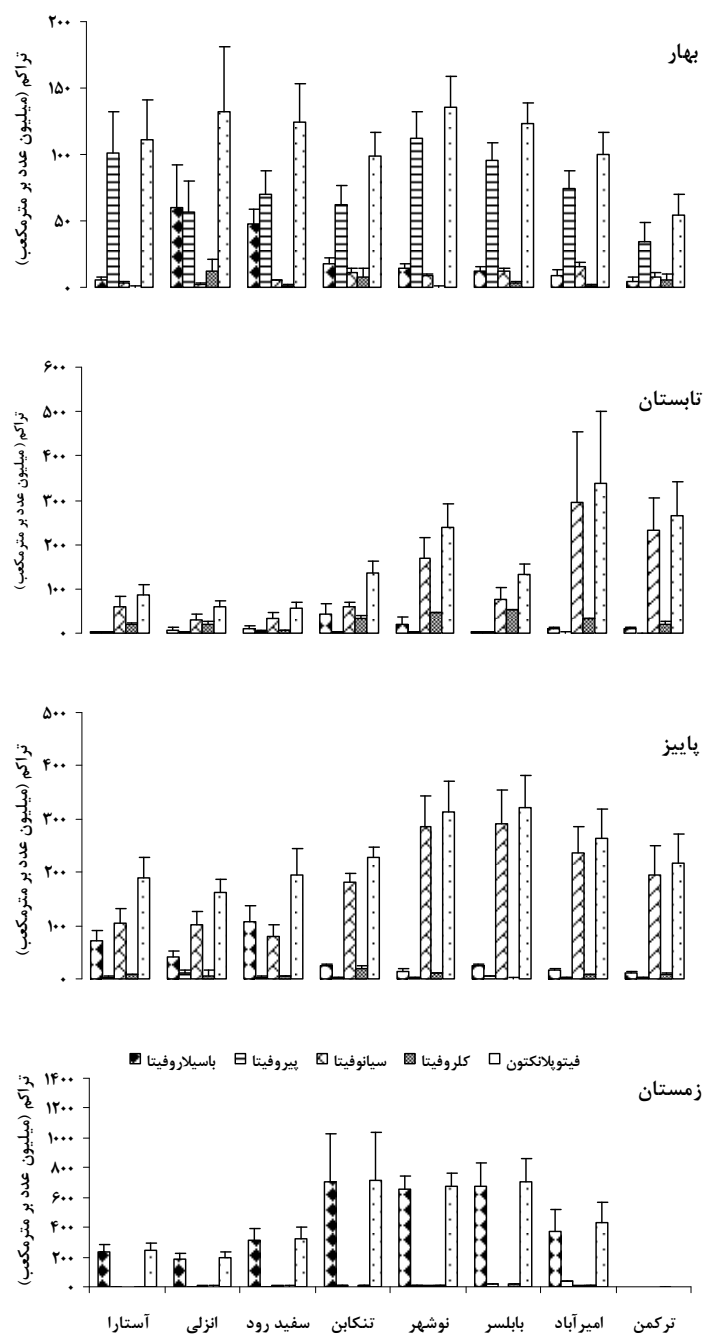 بهار
تراکم (میلیون عدد بر مترمکعب)
۲۰۰
۱۵۰
۱۰۰
۵۰
۰
تابستان
تراکم (میلیون عدد بر مترمکعب)
۶۰۰
۵۰۰
۴۰۰
۳۰۰
۲۰۰
۱۰۰
۰
پاییز
تراکم (میلیون عدد بر مترمکعب)
۵۰۰
۴۰۰
۳۰۰
۲۰۰
۱۰۰
۰
باسیلاروفیتا پیروفیتا سیانوفیتا کلروفیتا فیتوپلانکتون
زمستان
تراکم (میلیون عدد بر مترمکعب)
۱۴۰۰
۱۲۰۰
۱۰۰۰
۸۰۰
۶۰۰
۴۰۰
۲۰۰
۰
آستارا انزلی سفید رود تنکابن نوشهر بابلسر امیرآباد ترکمن